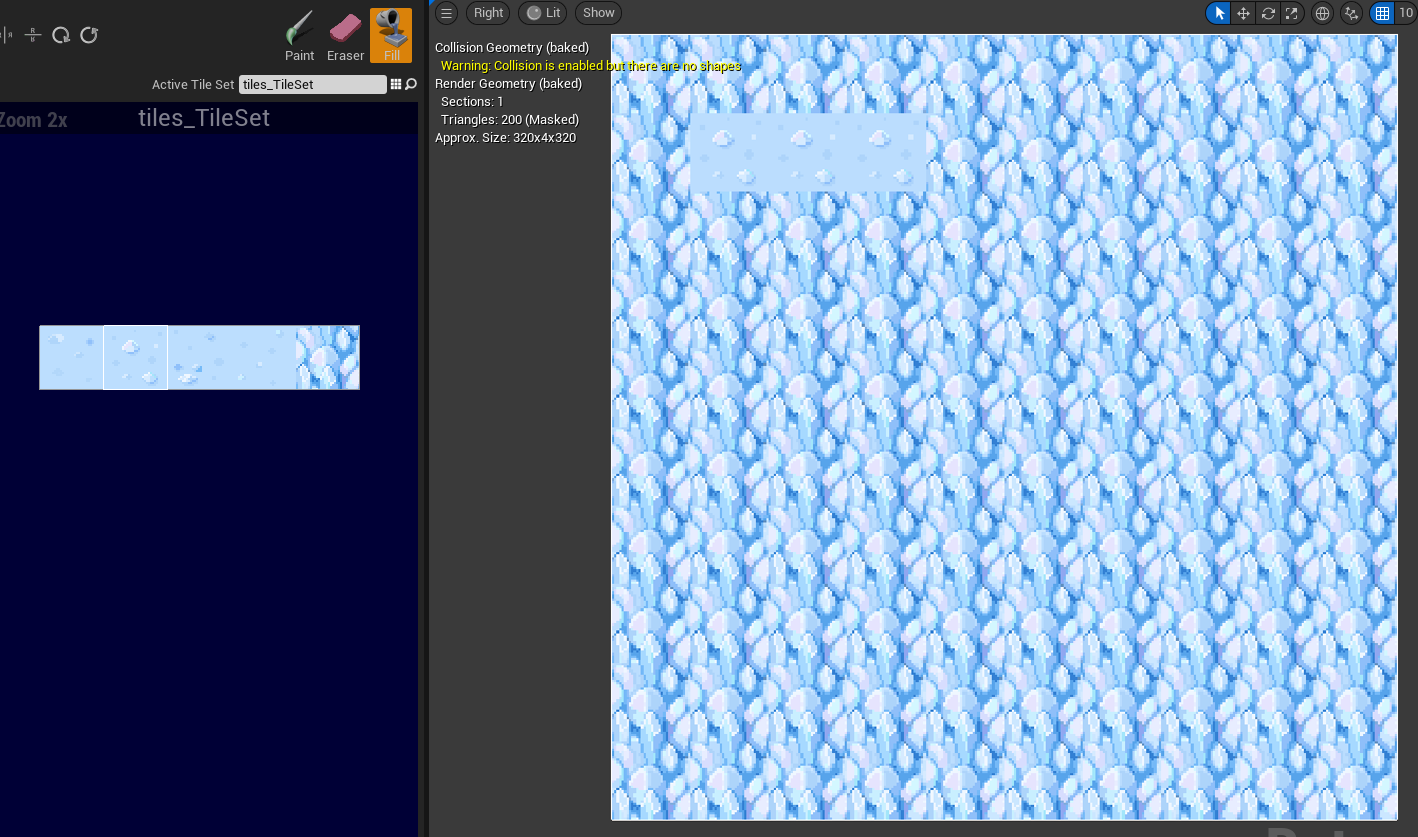 Right
Lit
Show
10
Paint
Eraser
Fill
Active Tile Set
tiles_TileSet
Zoom 2x
tiles_TileSet
Collision Geometry (baked)
Warning: Collision is enabled but there are no shapes
Render Geometry (baked)
Sections: 1
Triangles: 200 (Masked)
Approx. Size: 320x4x320